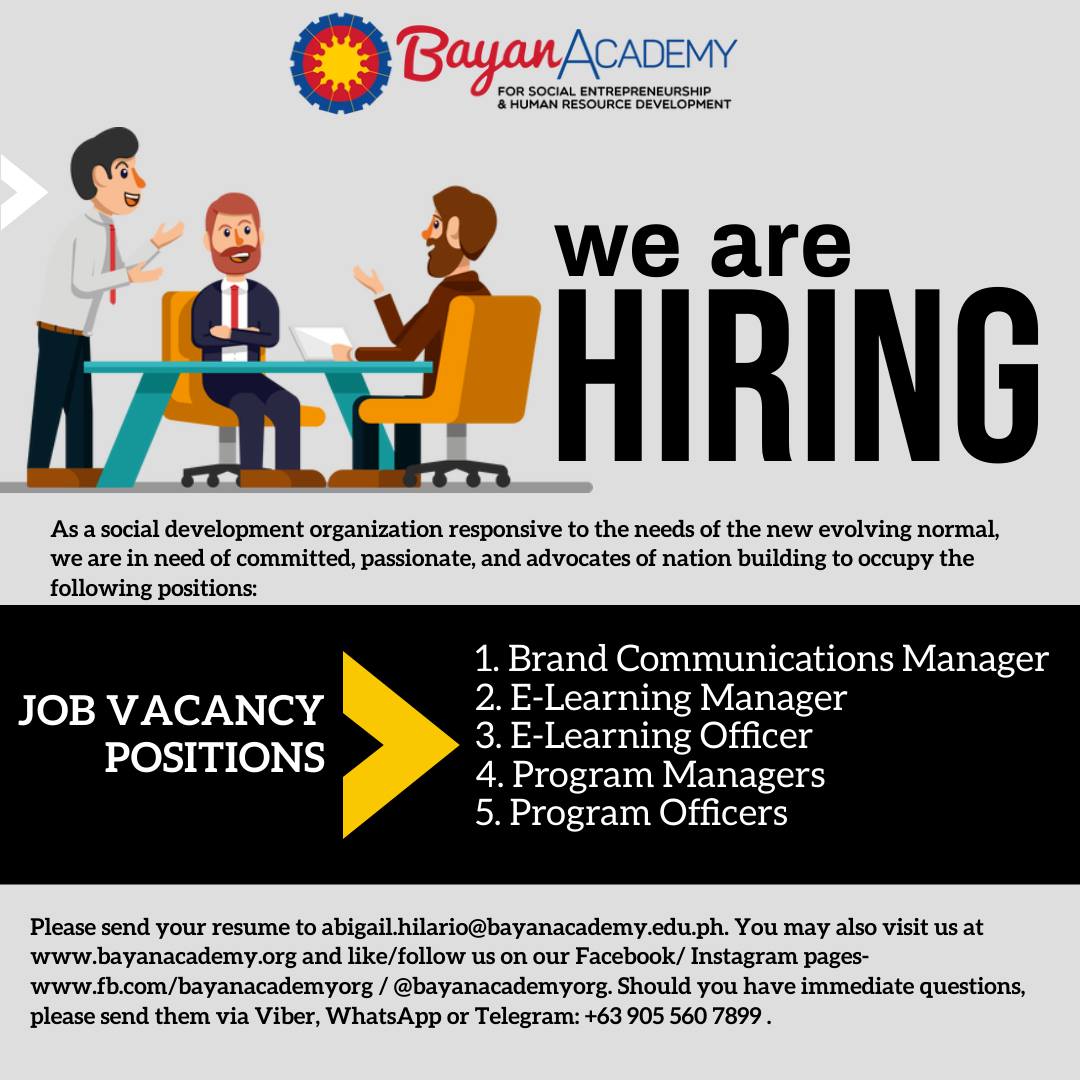 Bayan ACADEMY
FOR SOCIAL ENTREPRENEURSHIP
& HUMAN RESOURCE DEVELOPMENT
we are
HIRING
As a social development organization responsive to the needs of the new evolving normal,
we are in need of committed, passionate, and advocates of nation building to occupy the
following positions:
JOB VACANCY
POSITIONS
1. Brand Communications Manager
2. E-Learning Manager
3. E-Learning Officer
4. Program Managers
5. Program Officers
Please send your resume to abigail.hilario@bayanacademy.edu.ph. You may also visit us at
www.bayanacademy.org and like/follow us on our Facebook/ Instagram pages-
www.fb.com/bayanacademyorg / @bayanacademyorg. Should you have immediate questions,
please send them via Viber, WhatsApp or Telegram: +63 905 560 7899 .